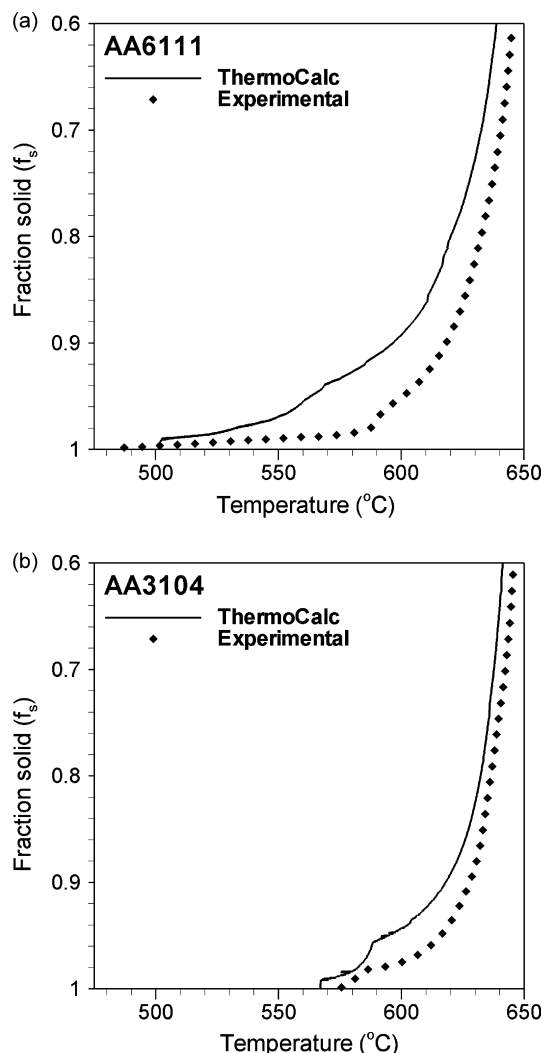 (a)
0.6
AA6111
ThermoCalc
Experimental
0.7
0.8
0.9
1
Fraction solid (fs)
500 550 600 650
Temperature (oC)
(b)
0.6
AA3104
ThermoCalc
Experimental
0.7
0.8
0.9
1
Fraction solid (fs)
500 550 600 650
Temperature (oC)